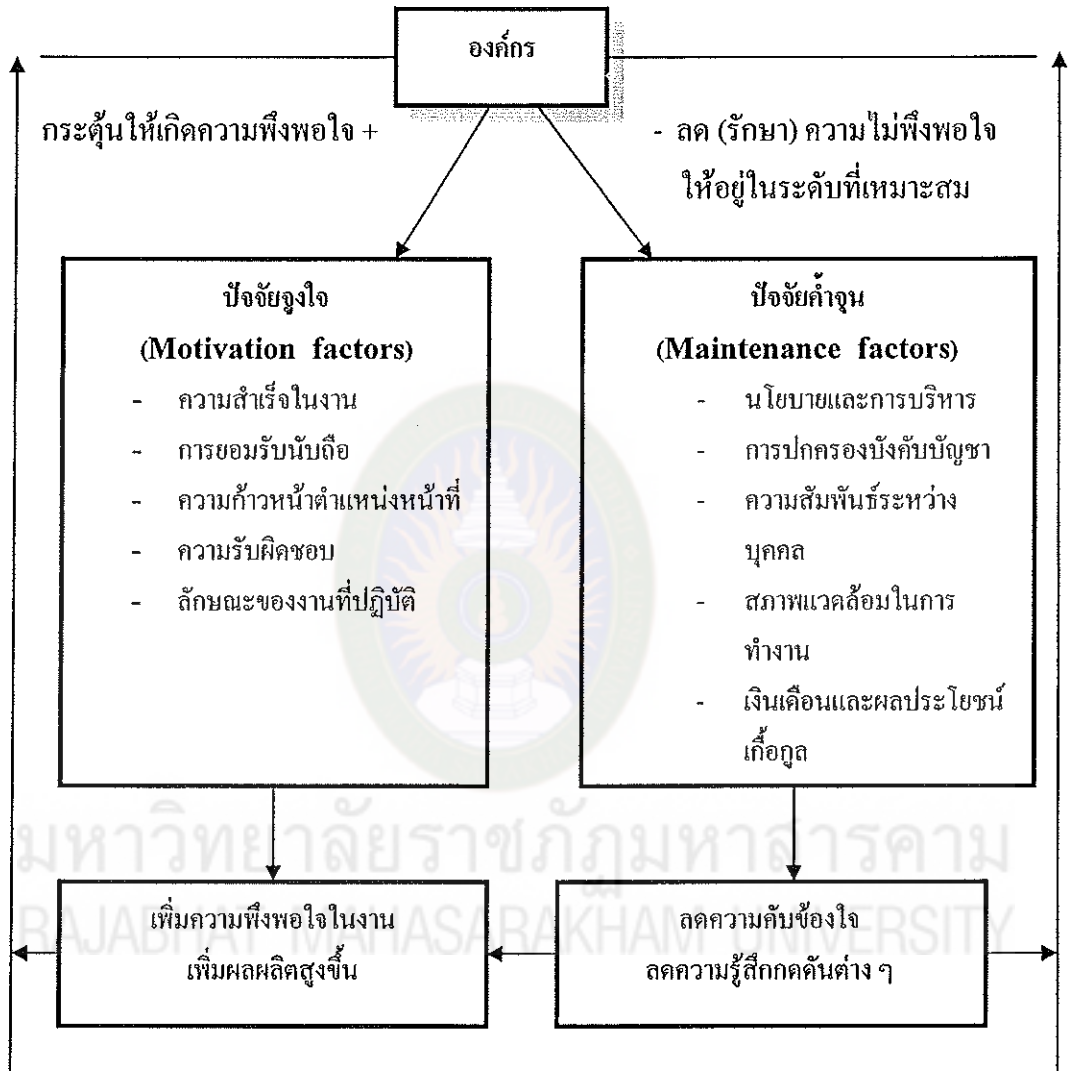 องค์กร
กระตุ้นให้เกิดความพึงพอใจ +
- ลด (รักษา) ความไม่พึงพอใจ
ให้อยู่ในระดับที่เหมาะสม
ปัจจัยจูงใจ
(Motivation factors)
- ความสำเร็จในงาน
- การยอมรับนับถือ
- ความก้าวหน้าตำแหน่งหน้าที่
- ความรับผิดชอบ
- ลักษณะของงานที่ปฏิบัติ
ปัจจัยค้ำจุน
(Maintenance factors)
- นโยบายและการบริหาร
การปกครองบังคับบัญชา
- ความสัมพันธ์ระหว่าง
บุคคล
- สภาพแวดล้อมในการ
ทำงาน
- เงินเดือนและผลประโยชน์
เกื้อกูล
มหาวิทยาลัยราชภัฏมหาสารคาม
RAJABHAT MAHASARAKHAM UNIVERSITY
เพิ่มความพึงพอใจในงาน
เพิ่มผลผลิตสูงขึ้น
ลดความคับข้องใจ
ลดความรู้สึกกดดันต่าง ๆ